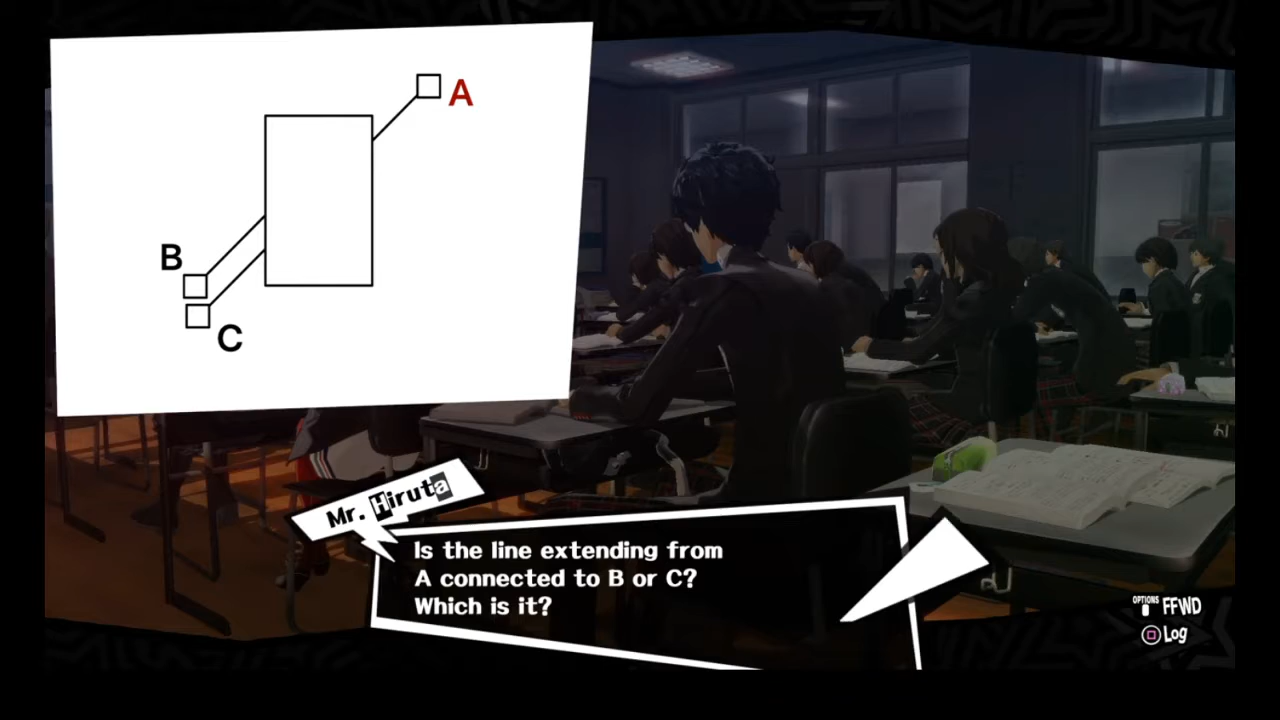 A
B
C
Mr. Hiruta
Is the line extending from
A connected to B or C?
Which is it?
OPTIONS
FFWD
Log